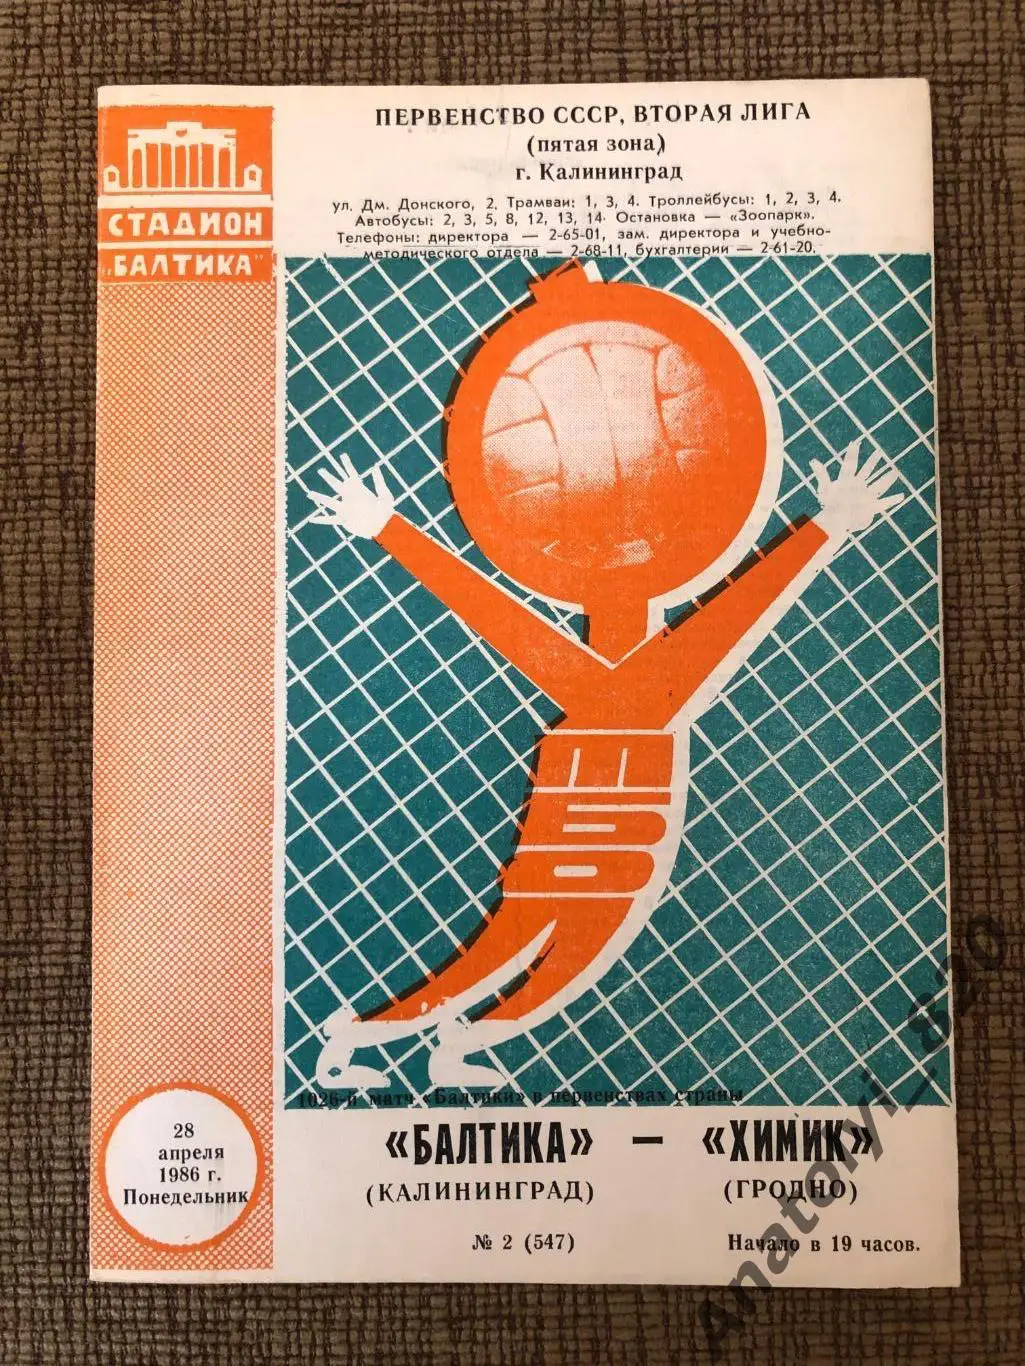 СТАДИОН
„БАЛТИКА"
ПЕРВЕНСТВО СССР, ВТОРАЯ ЛИГА
(пятая зона)
г. Калининград
ул. Дм. Донского, 2. Трамваи: 1, 3, 4. Троллейбусы: 1, 2, 3, 4.
Автобусы: 2, 3, 5, 8, 12, 13, 14. Остановка — «Зоопарк».
Телефоны: директора — 2-65-01, зам. директора и учебно-
методического отдела — 2-68-11, бухгалтерии — 2-61-20.
1026-й матч «Балтики» в первенствах страны
28
апреля
1986 г.
Понедельник
«БАЛТИКА» — «ХИМИК»
(КАЛИНИНГРАД) (ГРОДНО)
№ 2 (547) Начало в 19 часов.
Anatoliy_820